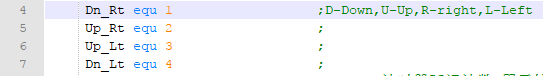 4 Dn_Rt equ 1 ;D-Down,U-Up,R-right,L-Left
5 Up_Rt equ 2 ;
6 Up_Lt equ 3 ;
7 Dn_Lt equ 4 ;